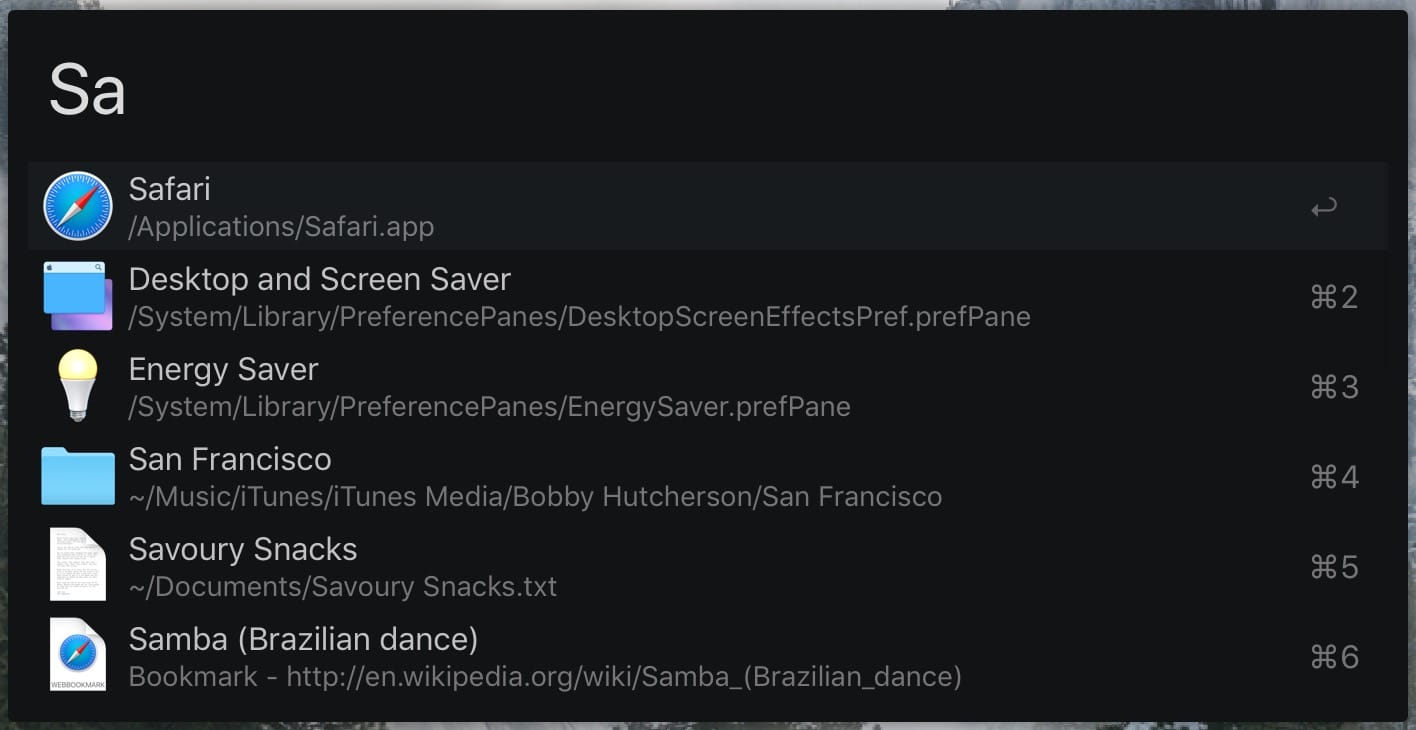 Sa
Safari
/Applications/Safari.app
↩
Desktop and Screen Saver
/System/Library/PreferencePanes/DesktopScreenEffectsPref.prefPane
⌘2
Energy Saver
/System/Library/PreferencePanes/EnergySaver.prefPane
⌘3
San Francisco
~/Music/iTunes/iTunes Media/Bobby Hutcherson/San Francisco
⌘4
Savoury Snacks
~/Documents/Savoury Snacks.txt
⌘5
WEBBOOKMARK
Samba (Brazilian dance)
Bookmark - http://en.wikipedia.org/wiki/Samba_(Brazilian_dance)
⌘6